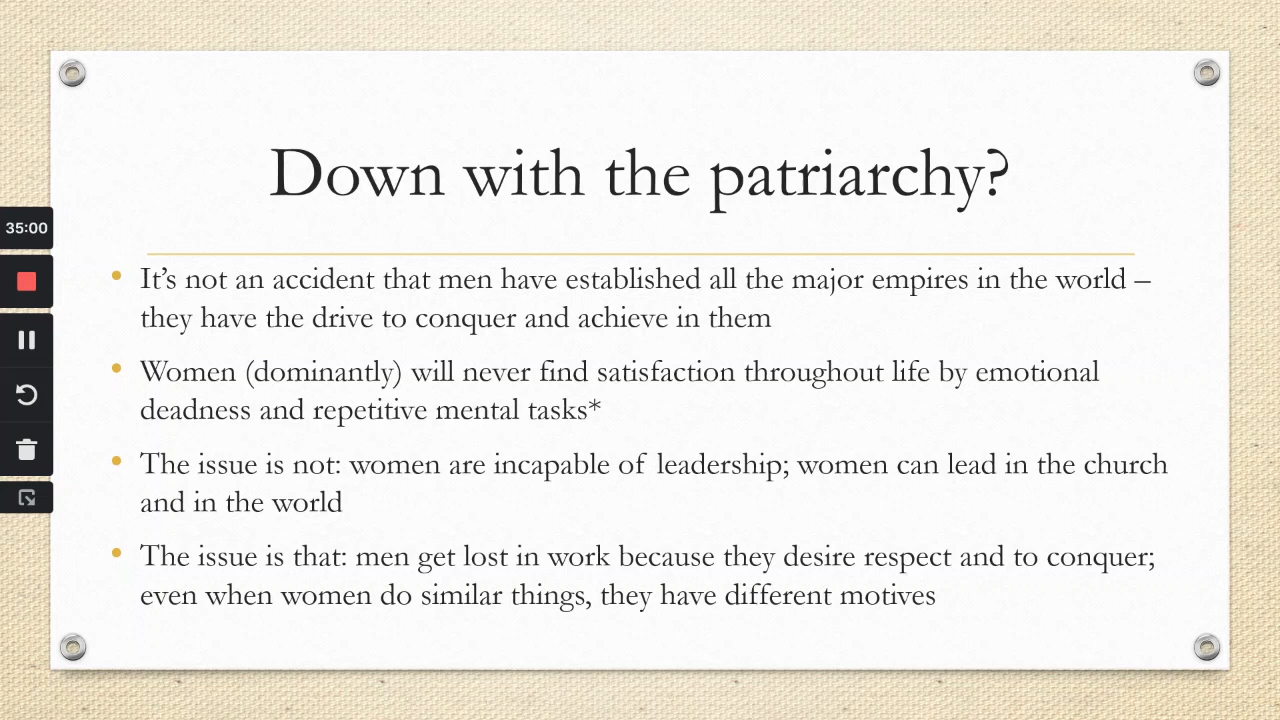 Down with the patriarchy?
35:00
• It’s not an accident that men have established all the major empires in the world –
they have the drive to conquer and achieve in them
• Women (dominantly) will never find satisfaction throughout life by emotional
deadness and repetitive mental tasks*
• The issue is not: women are incapable of leadership; women can lead in the church
and in the world
• The issue is that: men get lost in work because they desire respect and to conquer;
even when women do similar things, they have different motives